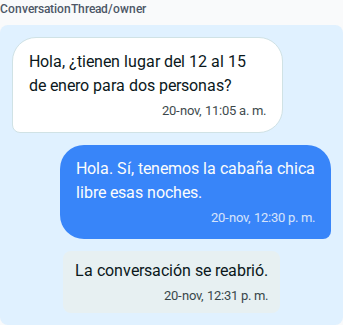 ConversationThread/owner
Hola, ¿tienen lugar del 12 al 15
de enero para dos personas?
20-nov, 11:05 a. m.
Hola. Sí, tenemos la cabaña chica
libre esas noches.
20-nov, 12:30 p. m.
La conversación se reabrió.
20-nov, 12:31 p. m.